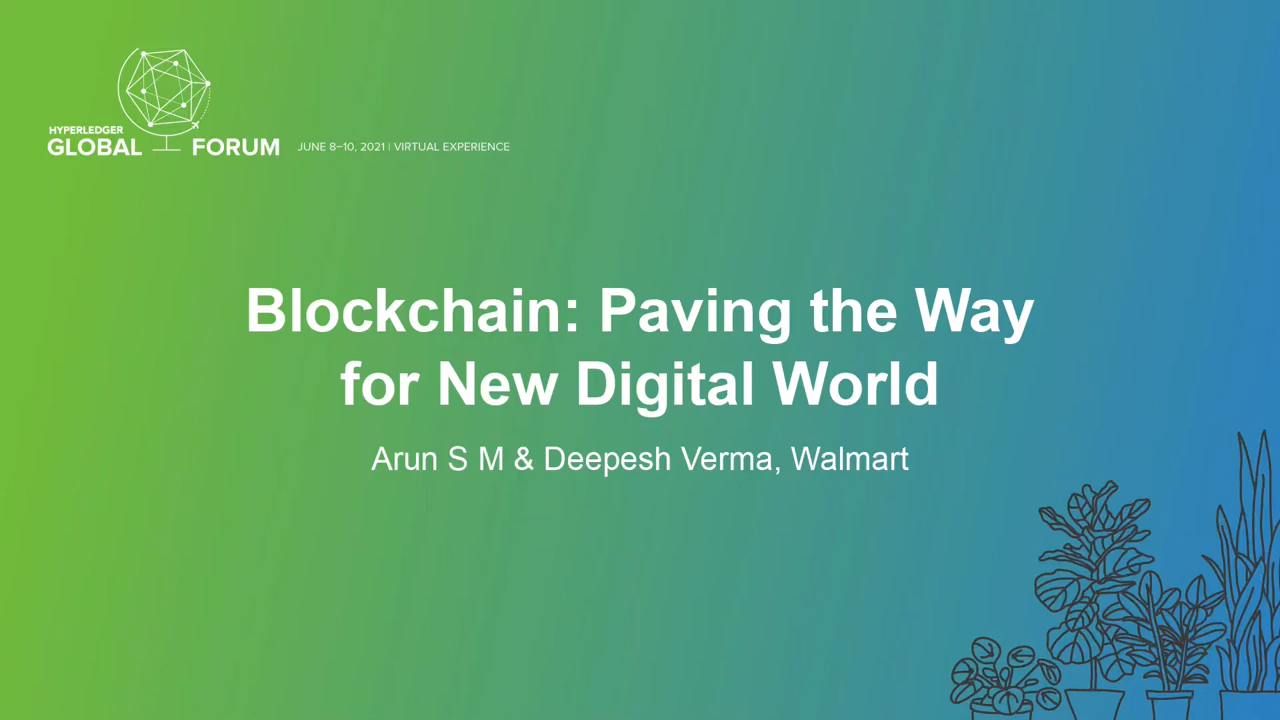 HYPERLEDGER
GLOBAL FORUM JUNE 8–10, 2021 | VIRTUAL EXPERIENCE
Blockchain: Paving the Way
for New Digital World
Arun S M & Deepesh Verma, Walmart